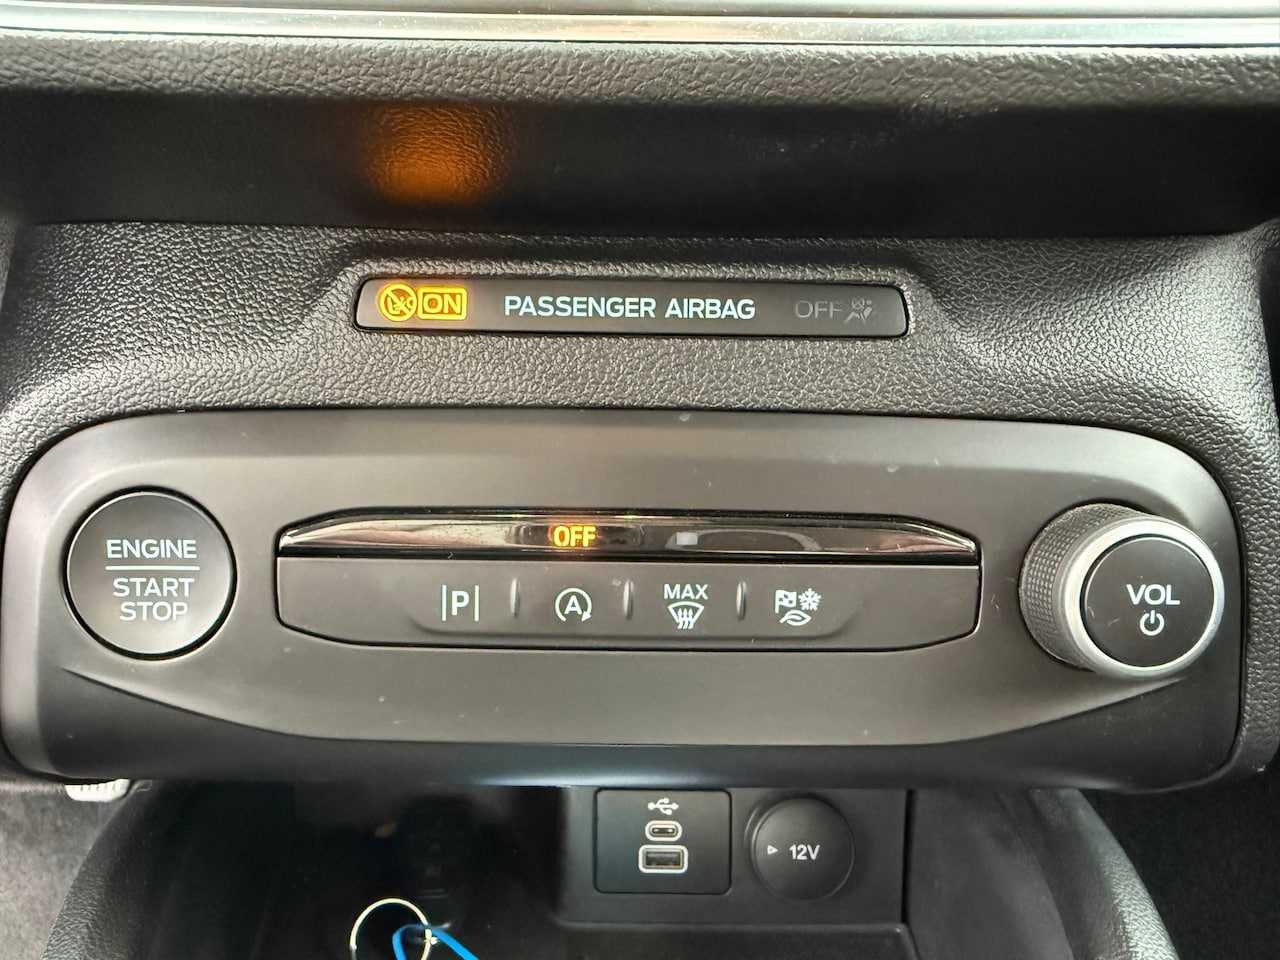 ON PASSENGER AIRBAG OFF
OFF
ENGINE
START
STOP
P
A
MAX
VOL
12V